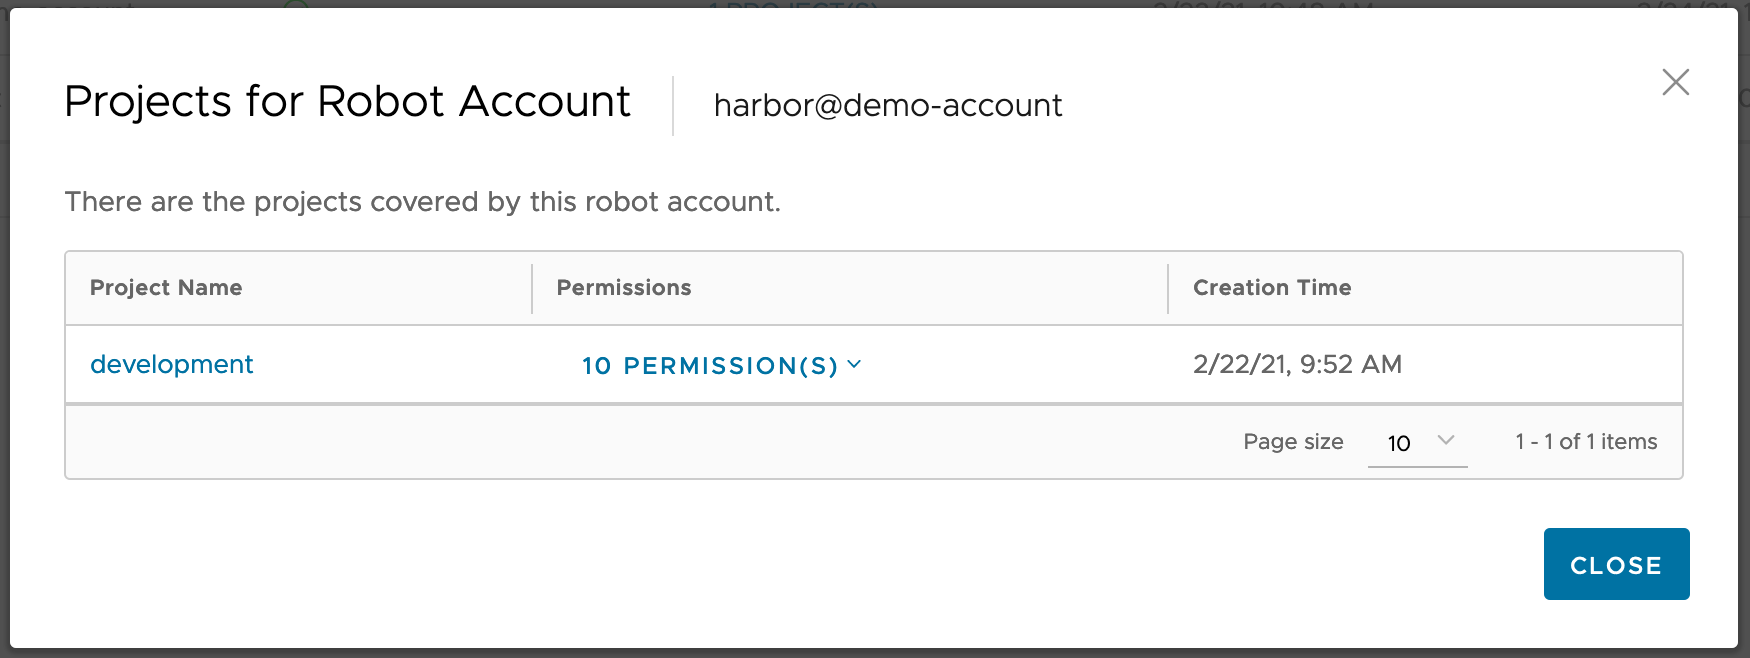 Projects for Robot Account harbor@demo-account
There are the projects covered by this robot account.
Project Name Permissions Creation Time
development 10 PERMISSION(S) 2/22/21, 9:52 AM
Page size 10 1 - 1 of 1 items
CLOSE